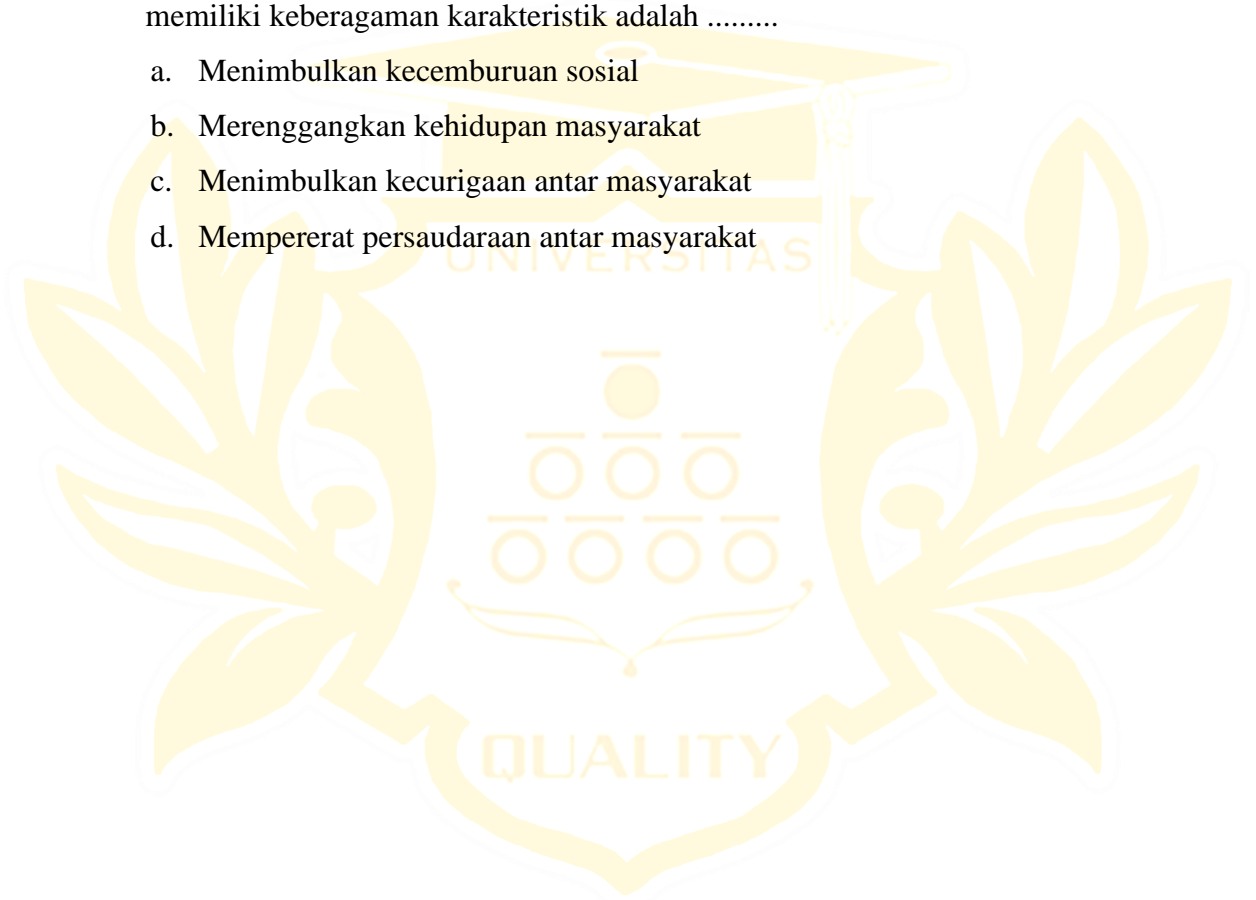 memiliki keberagaman karakteristik adalah .........
a. Menimbulkan kecemburuan sosial
b. Merenggangkan kehidupan masyarakat
c. Menimbulkan kecurigaan antar masyarakat
d. Mempererat persaudaraan antar masyarakat
UNIVERSITAS
QUALITY